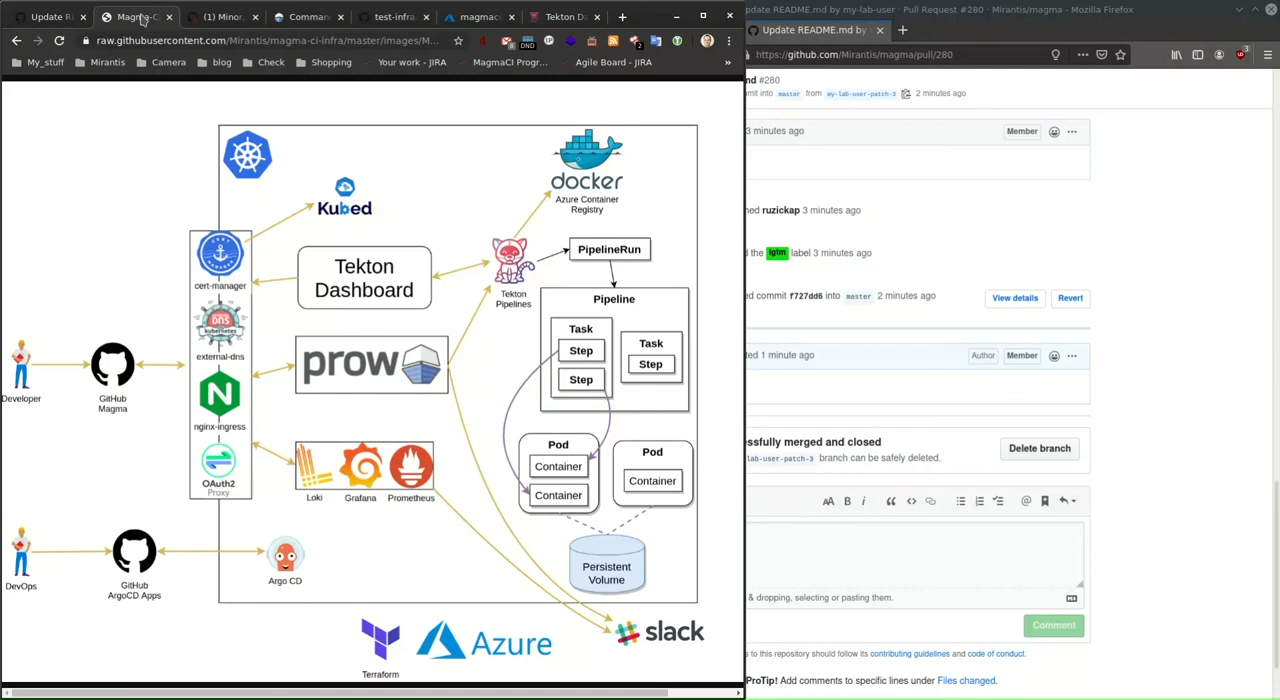 Update R
Magma-C
(1) Minor
Comman
test-infra
magmaci
Tekton D
raw.githubusercontent.com/Mirantis/magma-ci-infra/master/images/M...
My_stuff
Mirantis
Camera
blog
Check
Shopping
Your work - JIRA
MagmaCI Progr...
Agile Board - JIRA
»
docker
Azure Container
Registry
Kubed
cert-manager
Tekton
Dashboard
Tekton
Pipelines
PipelineRun
Pipeline
Task
Step
Step
Task
Step
DNS
kubernetes
external-dns
prow
Developer
GitHub
Magma
nginx-ingress
OAuth2
Proxy
Loki
Grafana
Prometheus
Pod
Container
Container
Pod
Container
Persistent
Volume
DevOps
GitHub
ArgoCD Apps
Argo CD
Terraform
Azure
slack
Update README.md by my-lab-user · Pull Request #280 · Mirantis/magma - Mozilla Firefox
Update README.md by
https://github.com/Mirantis/magma/pull/280
md #280
mit into master from my-lab-user-patch-3 2 minutes ago
3 minutes ago
Member
ned ruzickap 3 minutes ago
d the lgtm label 3 minutes ago
ed commit f727dd6 into master 2 minutes ago
View details
Revert
ted 1 minute ago
Author
Member
ssfully merged and closed
lab-user-patch-3 branch can be safely deleted.
Delete branch
& dropping, selecting or pasting them.
Comment
s to this repository should follow its contributing guidelines and code of conduct.
ProTip! Add comments to specific lines under Files changed.